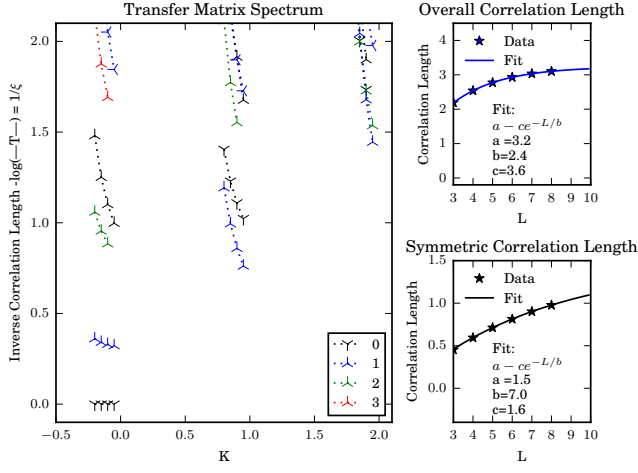 Transfer Matrix Spectrum
Inverse Correlation Length -log(—T—) = 1/ξ
2.0
1.5
1.0
0.5
0.0
−0.5 0.0 0.5 1.0 1.5 2.0
K
0
1
2
3
Overall Correlation Length
Correlation Length
4
3
2
1
0
Data
Fit
Fit:
a − ce^{−L/b}
a =3.2
b=2.4
c=3.6
3 4 5 6 7 8 9 10
L
Symmetric Correlation Length
Correlation Length
1.5
1.0
0.5
0.0
Data
Fit
Fit:
a − ce^{−L/b}
a =1.5
b=7.0
c=1.6
3 4 5 6 7 8 9 10
L